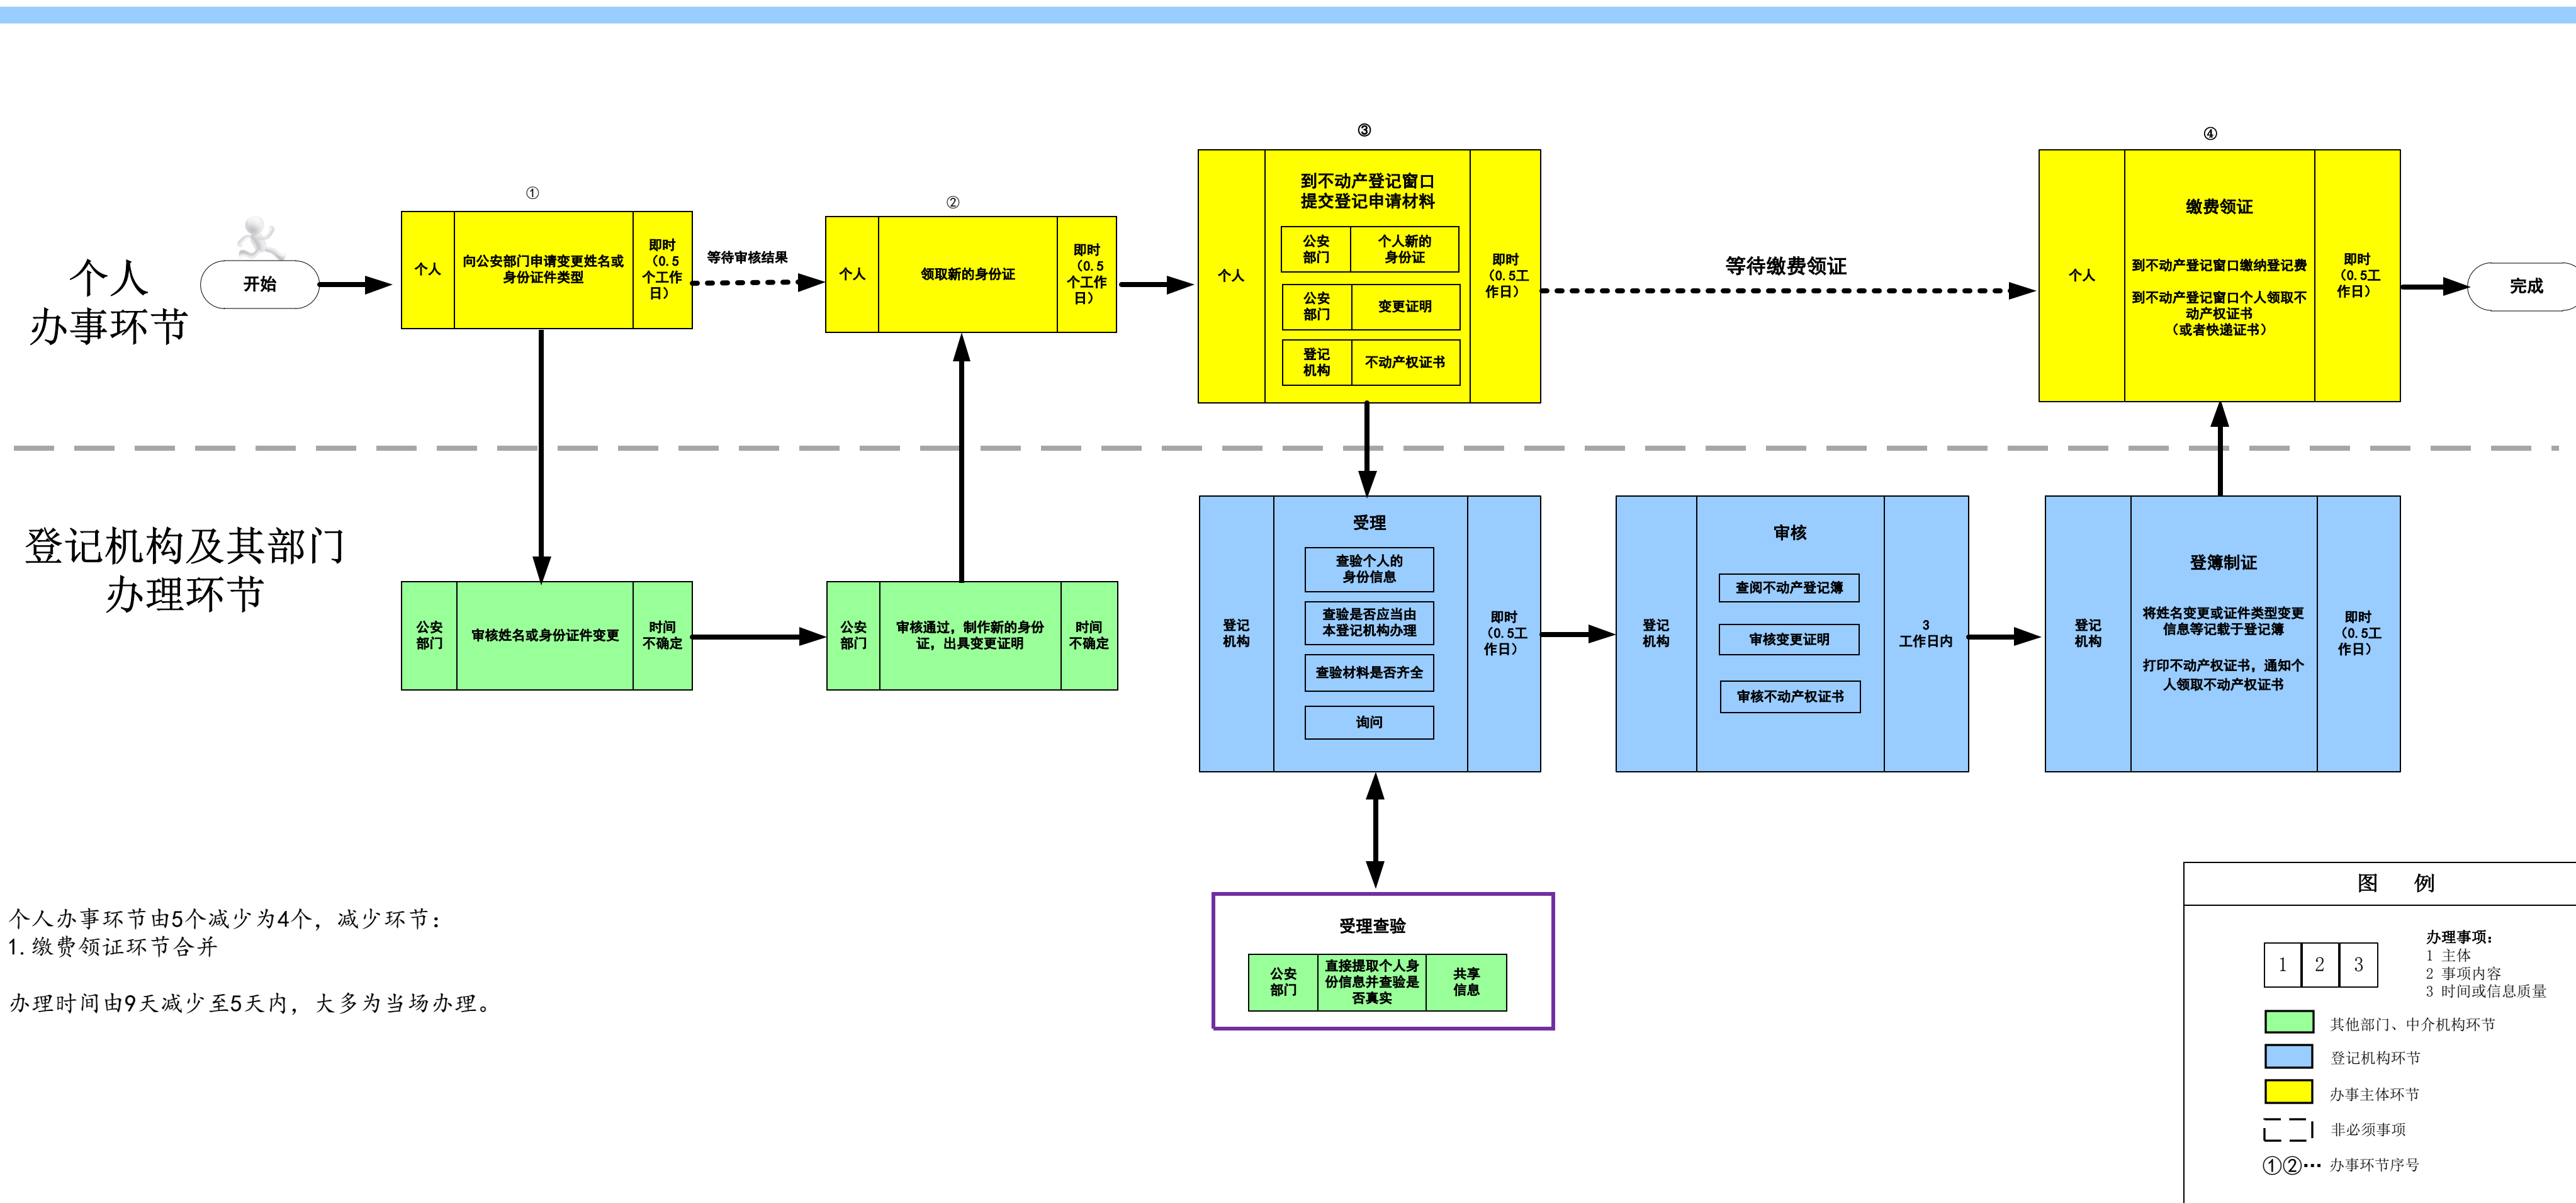 个人
办事环节
开始
①
个人
向公安部门申请变更姓名或
身份证件类型
即时
（0.5
个工作
日）
等待审核结果
②
个人
领取新的身份证
即时
（0.5
个工作
日）
③
个人
到不动产登记窗口
提交登记申请材料
公安
部门
个人新的
身份证
公安
部门
变更证明
登记
机构
不动产权证书
即时
（0.5工
作日）
等待缴费领证
④
个人
缴费领证
到不动产登记窗口缴纳登记费
到不动产登记窗口个人领取不
动产权证书
（或者快递证书）
即时
（0.5工
作日）
完成
登记机构及其部门
办理环节
公安
部门
审核姓名或身份证件变更
时间
不确定
公安
部门
审核通过，制作新的身份
证，出具变更证明
时间
不确定
登记
机构
受理
查验个人的
身份信息
查验是否应当由
本登记机构办理
查验材料是否齐全
询问
即时
（0.5工
作日）
登记
机构
审核
查阅不动产登记簿
审核变更证明
审核不动产权证书
3
工作日内
登记
机构
登簿制证
将姓名变更或证件类型变更
信息等记载于登记簿
打印不动产权证书，通知个
人领取不动产权证书
即时
（0.5工
作日）
受理查验
公安
部门
直接提取个人身
份信息并查验是
否真实
共享
信息
个人办事环节由5个减少为4个，减少环节：
1.缴费领证环节合并
办理时间由9天减少至5天内，大多为当场办理。
图 例
1 2 3
办理事项：
1 主体
2 事项内容
3 时间或信息质量
其他部门、中介机构环节
登记机构环节
办事主体环节
非必须事项
①②… 办事环节序号